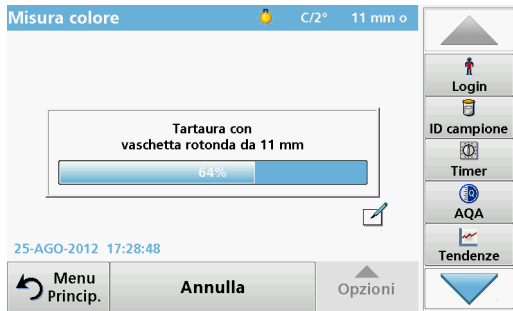 Misura colore C/2° 11 mm o
Login
ID campione
Timer
AQA
Tendenze
Tartaura con
vaschetta rotonda da 11 mm
64%
25-AGO-2012 17:28:48
Menu
Princip.
Annulla
Opzioni